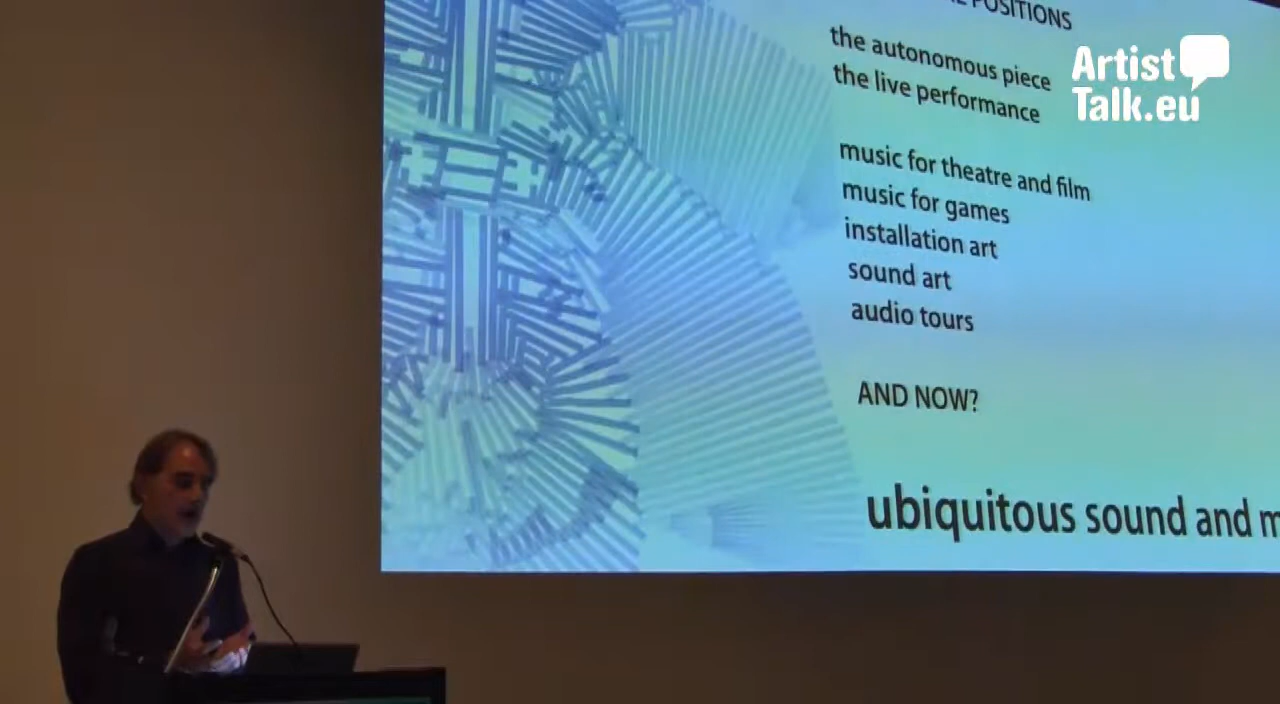 POSITIONS
the autonomous piece
the live performance
music for theatre and film
music for games
installation art
sound art
audio tours
AND NOW?
ubiquitous sound and
Artist
Talk.eu